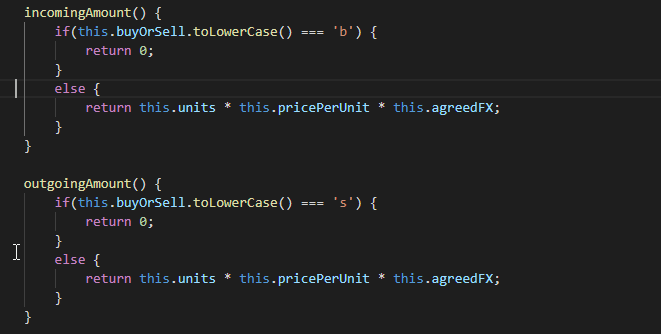 incomingAmount() {
    if(this.buyOrSell.toLowerCase() === 'b') {
        return 0;
    }
    else {
        return this.units * this.pricePerUnit * this.agreedFX;
    }
}

outgoingAmount() {
    if(this.buyOrSell.toLowerCase() === 's') {
        return 0;
    }
    else {
        return this.units * this.pricePerUnit * this.agreedFX;
    }
}